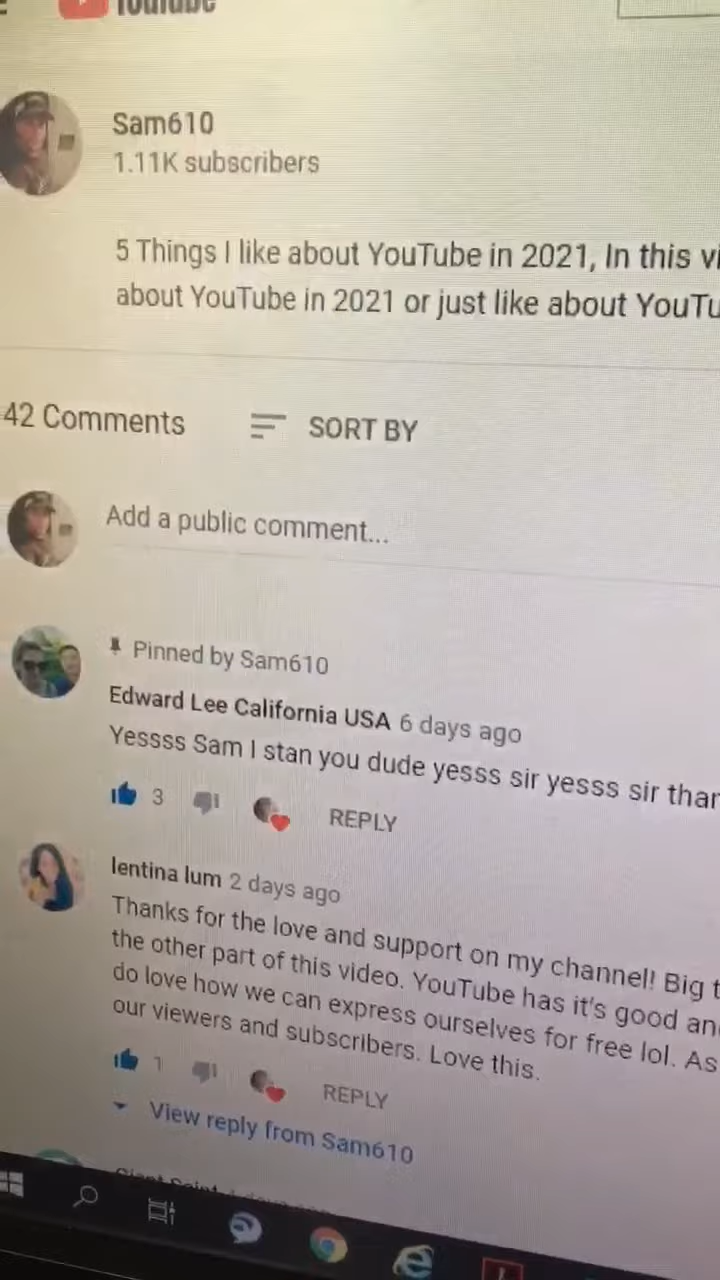 YouTube
Sam610
1.11K subscribers
5 Things I like about YouTube in 2021, In this
about YouTube in 2021 or just like about
42 Comments
SORT BY
Add a public comment...
Pinned by Sam610
Edward Lee California USA 6 days ago
Yessss Sam I stan you dude yesss sir yesss sir
3
REPLY
lentina lum 2 days ago
Thanks for the love and support on my channel! Big
the other part of this video. YouTube has it's good
do love how we can express ourselves for free lol. As
our viewers and subscribers. Love this.
1
REPLY
View reply from Sam610